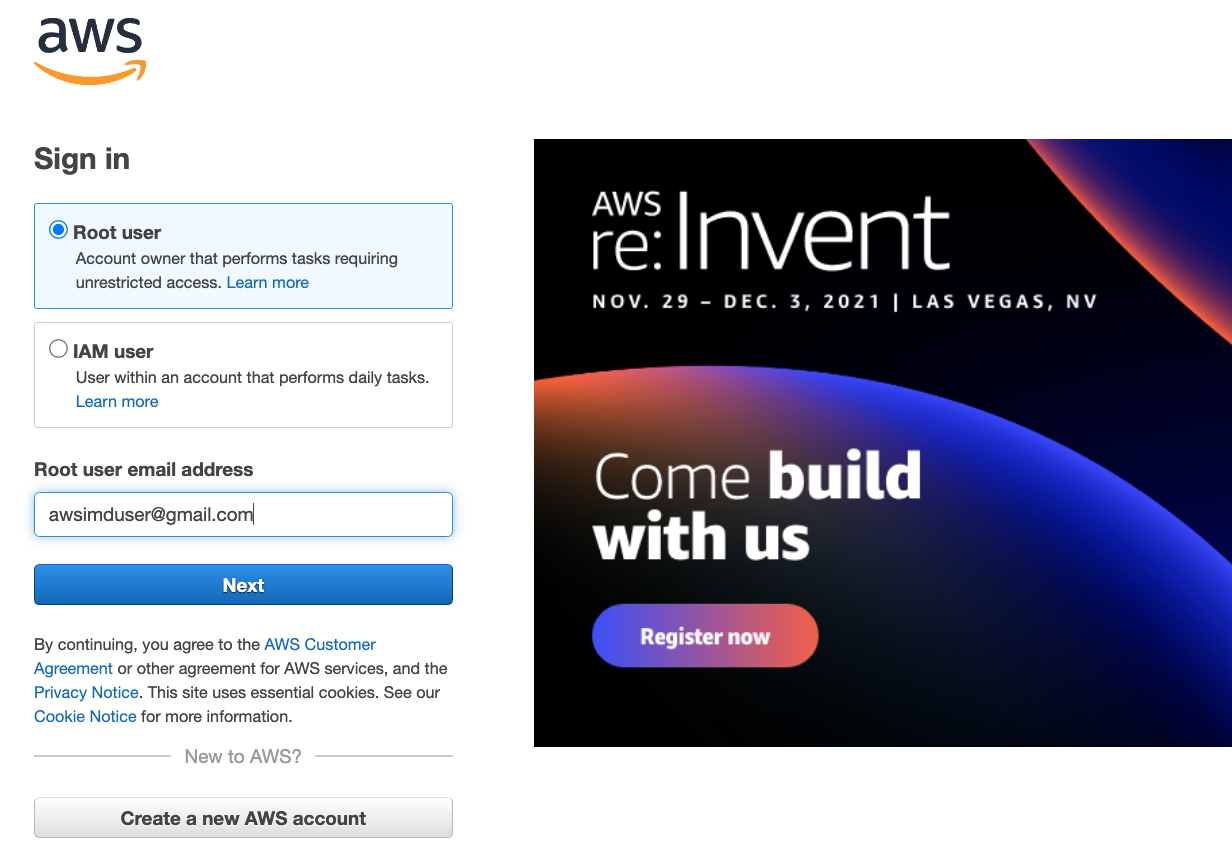 aws
Sign in
Root user
Account owner that performs tasks requiring
unrestricted access. Learn more
IAM user
User within an account that performs daily tasks.
Learn more
Root user email address
awsimduser@gmail.com
Next
By continuing, you agree to the AWS Customer
Agreement or other agreement for AWS services, and the
Privacy Notice. This site uses essential cookies. See our
Cookie Notice for more information.
New to AWS?
Create a new AWS account
AWS
re:Invent
NOV. 29 – DEC. 3, 2021 | LAS VEGAS, NV
Come build
with us
Register now